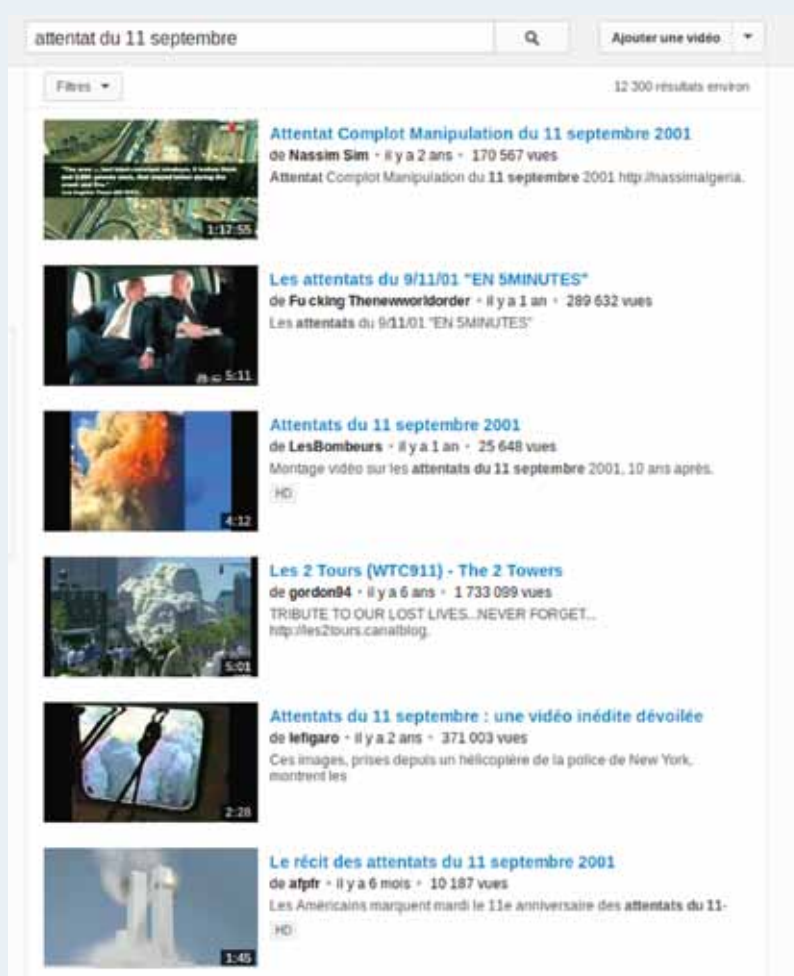 attentat du 11 septembre
Ajouter une vidéo
Filtres
12 300 résultats environ
Attentat Complot Manipulation du 11 septembre 2001
de Nassim Sim · il y a 2 ans · 170 567 vues
Attentat Complot Manipulation du 11 septembre 2001 http://nassimalgeria.
1:17:55
Les attentats du 9/11/01 "EN 5MINUTES"
de Fu cking Thenewworldorder · il y a 1 an · 289 632 vues
Les attentats du 9/11/01 "EN 5MINUTES"
5:11
Attentats du 11 septembre 2001
de LesBombeurs · il y a 1 an · 25 648 vues
Montage vidéo sur les attentats du 11 septembre 2001, 10 ans après.
HD
4:12
Les 2 Tours (WTC911) - The 2 Towers
de gordon94 · il y a 6 ans · 1 733 099 vues
TRIBUTE TO OUR LOST LIVES...NEVER FORGET...
http://les2tours.canalblog.
5:01
Attentats du 11 septembre : une vidéo inédite dévoilée
de lefigaro · il y a 2 ans · 371 003 vues
Ces images, prises depuis un hélicoptère de la police de New York,
montrent les
2:28
Le récit des attentats du 11 septembre 2001
de afpfr · il y a 6 mois · 10 187 vues
Les Américains marquent mardi le 11e anniversaire des attentats du 11-
HD
1:45